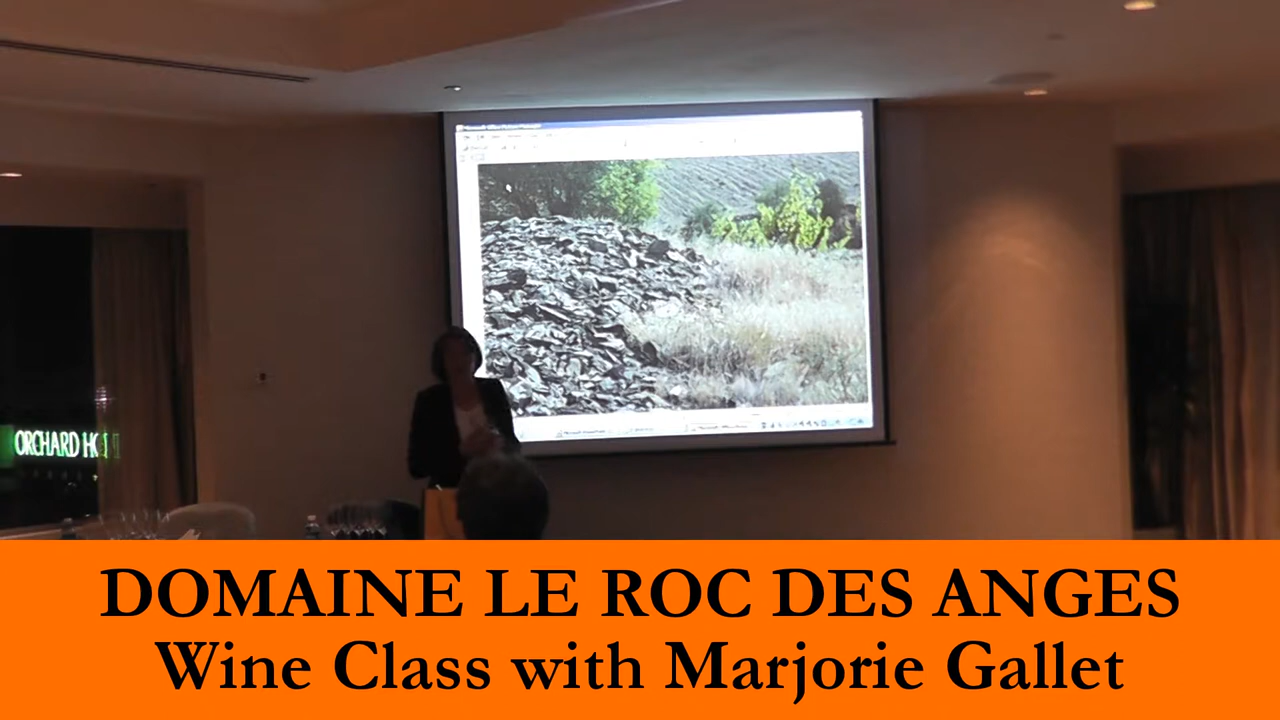 ORCHARD HO
DOMAINE LE ROC DES ANGES
Wine Class with Marjorie Gallet